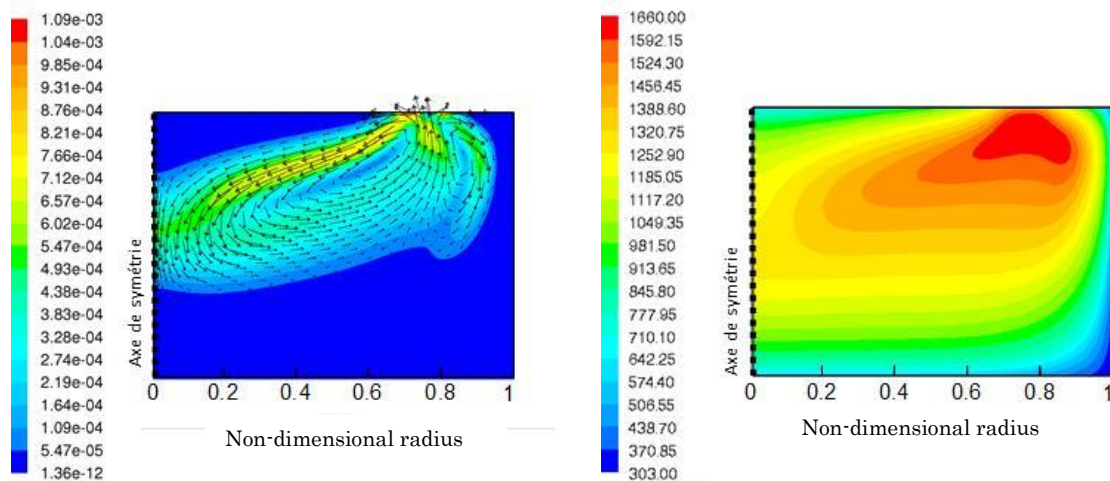 1.09e-03
1.04e-03
9.85e-04
9.31e-04
8.76e-04
8.21e-04
7.66e-04
7.12e-04
6.57e-04
6.02e-04
5.47e-04
4.93e-04
4.38e-04
3.83e-04
3.28e-04
2.74e-04
2.19e-04
1.64e-04
1.09e-04
5.47e-05
1.36e-12
Axe de symétrie
0 0.2 0.4 0.6 0.8 1
Non-dimensional radius
1660.00
1592.15
1524.30
1456.45
1388.60
1320.75
1252.90
1185.05
1117.20
1049.35
981.50
913.65
845.80
777.95
710.10
642.25
574.40
506.55
438.70
370.85
303.00
Axe de symétrie
0 0.2 0.4 0.6 0.8 1
Non-dimensional radius